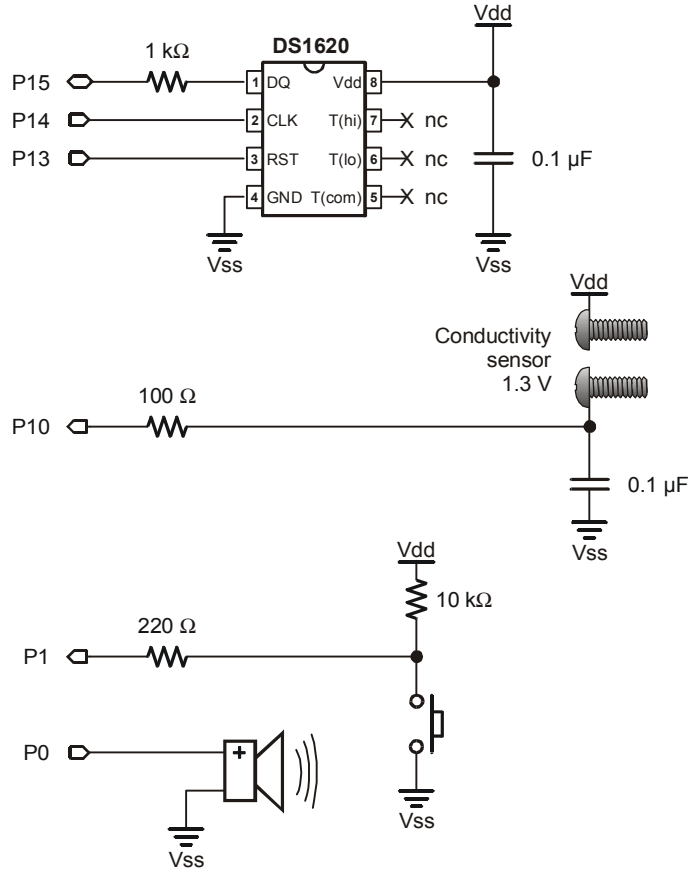 Vdd
DS1620
1 kΩ
P15
1 DQ Vdd 8
P14
2 CLK T(hi) 7 X nc
P13
3 RST T(lo) 6 X nc
0.1 µF
4 GND T(com) 5 X nc
Vss
Vss
Vdd
Conductivity
sensor
1.3 V
100 Ω
P10
0.1 µF
Vss
Vdd
10 kΩ
220 Ω
P1
P0
+
Vss
Vss